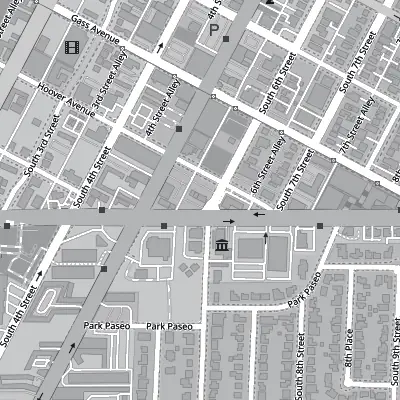 Gass Avenue
4th St
P
South 6th Street
South 7th Street
Hoover Avenue
3rd Street Alley
4th Street Alley
7th Street Alley
South 3rd Street
South 4th Street
6th Street Alley
South 7th Street
South 4th Street
Park Paseo
Park Paseo
Park Paseo
South 8th Street
8th Place
South 9th Street